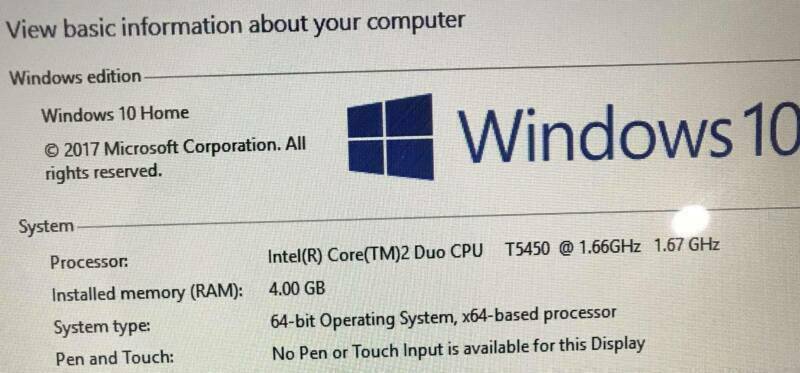 View basic information about your computer
Windows edition
Windows 10 Home
© 2017 Microsoft Corporation. All
rights reserved.
Windows 10
System
Processor: Intel(R) Core(TM)2 Duo CPU T5450 @ 1.66GHz 1.67 GHz
Installed memory (RAM): 4.00 GB
System type: 64-bit Operating System, x64-based processor
Pen and Touch: No Pen or Touch Input is available for this Display